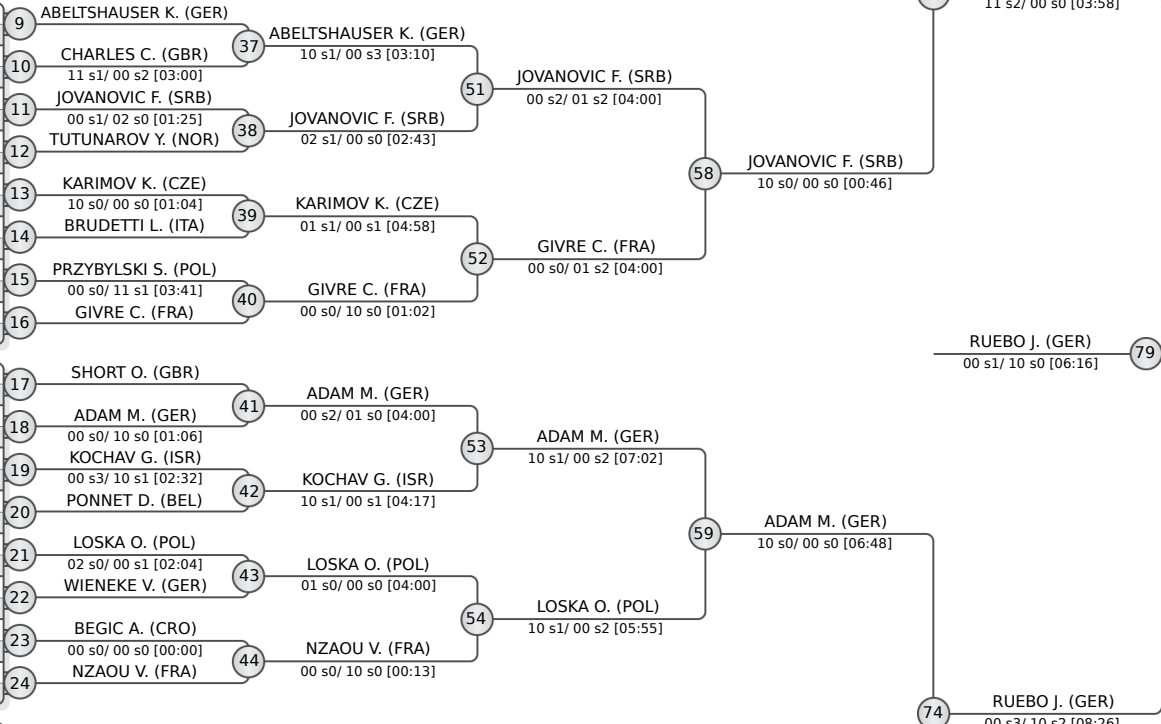 9
ABELTSHAUSER K. (GER)
10
CHARLES C. (GBR)
11 s1/ 00 s2 [03:00]
11
JOVANOVIC F. (SRB)
00 s1/ 02 s0 [01:25]
12
TUTUNAROV Y. (NOR)
13
KARIMOV K. (CZE)
10 s0/ 00 s0 [01:04]
14
BRUDETTI L. (ITA)
15
PRZYBYLSKI S. (POL)
00 s0/ 11 s1 [03:41]
16
GIVRE C. (FRA)
37
ABELTSHAUSER K. (GER)
10 s1/ 00 s3 [03:10]
38
JOVANOVIC F. (SRB)
02 s1/ 00 s0 [02:43]
39
KARIMOV K. (CZE)
01 s1/ 00 s1 [04:58]
40
GIVRE C. (FRA)
00 s0/ 10 s0 [01:02]
51
JOVANOVIC F. (SRB)
00 s2/ 01 s2 [04:00]
52
GIVRE C. (FRA)
00 s0/ 01 s2 [04:00]
58
JOVANOVIC F. (SRB)
10 s0/ 00 s0 [00:46]
11 s2/ 00 s0 [03:58]
RUEBO J. (GER)
00 s1/ 10 s0 [06:16]
79
17
SHORT O. (GBR)
18
ADAM M. (GER)
00 s0/ 10 s0 [01:06]
19
KOCHAV G. (ISR)
00 s3/ 10 s1 [02:32]
20
PONNET D. (BEL)
21
LOSKA O. (POL)
02 s0/ 00 s1 [02:04]
22
WIENEKE V. (GER)
23
BEGIC A. (CRO)
00 s0/ 00 s0 [00:00]
24
NZAOU V. (FRA)
41
ADAM M. (GER)
00 s2/ 01 s0 [04:00]
42
KOCHAV G. (ISR)
10 s1/ 00 s1 [04:17]
43
LOSKA O. (POL)
01 s0/ 00 s0 [04:00]
44
NZAOU V. (FRA)
00 s0/ 10 s0 [00:13]
53
ADAM M. (GER)
10 s1/ 00 s2 [07:02]
54
LOSKA O. (POL)
10 s1/ 00 s2 [05:55]
59
ADAM M. (GER)
10 s0/ 00 s0 [06:48]
74
RUEBO J. (GER)
00 s3/ 10 s2 [08:26]